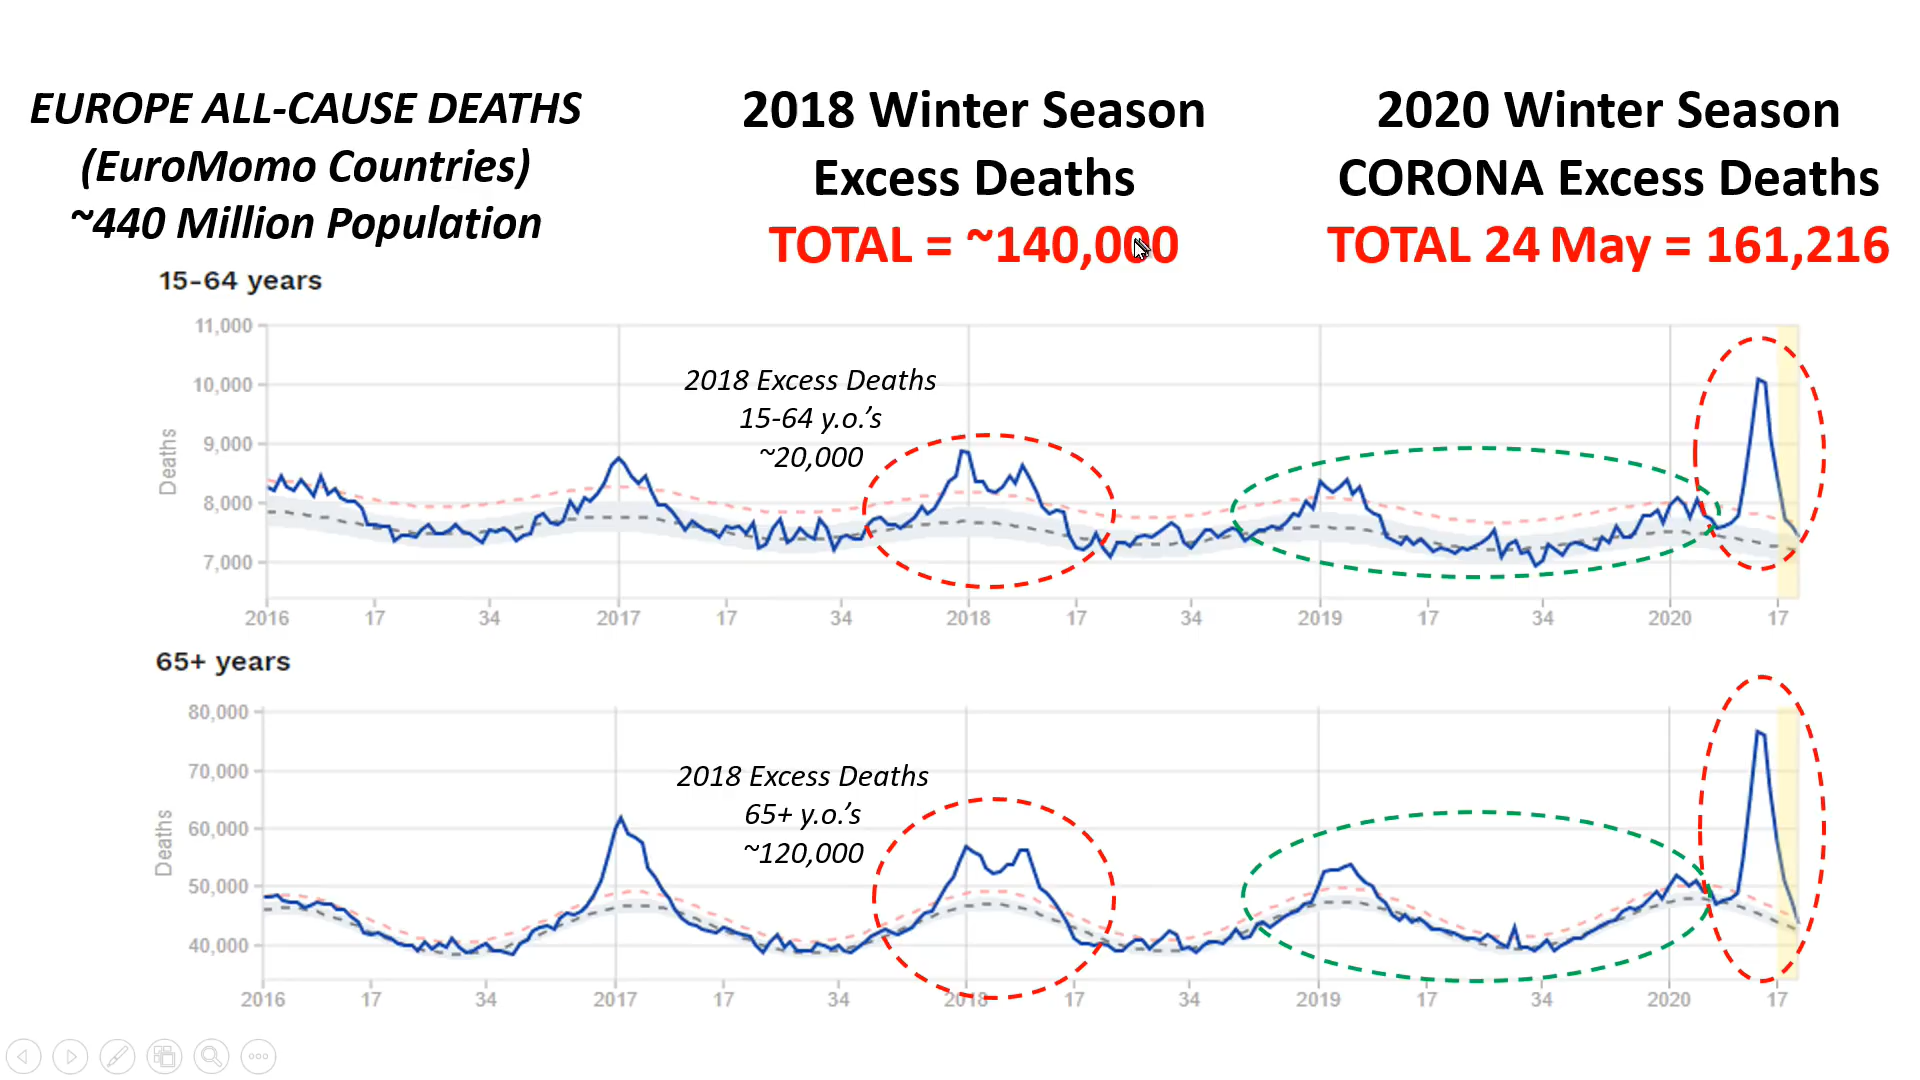 EUROPE ALL-CAUSE DEATHS
(EuroMomo Countries)
~440 Million Population
2018 Winter Season
Excess Deaths
TOTAL = ~140,000
2020 Winter Season
CORONA Excess Deaths
TOTAL 24 May = 161,216
15-64 years
11,000
10,000
9,000
8,000
7,000
Deaths
2018 Excess Deaths
15-64 y.o.'s
~20,000
2016 17 34 2017 17 34 2018 17 34 2019 17 34 2020 17
65+ years
80,000
70,000
60,000
50,000
40,000
Deaths
2018 Excess Deaths
65+ y.o.'s
~120,000
2016 17 34 2017 17 34 2018 17 34 2019 17 34 2020 17